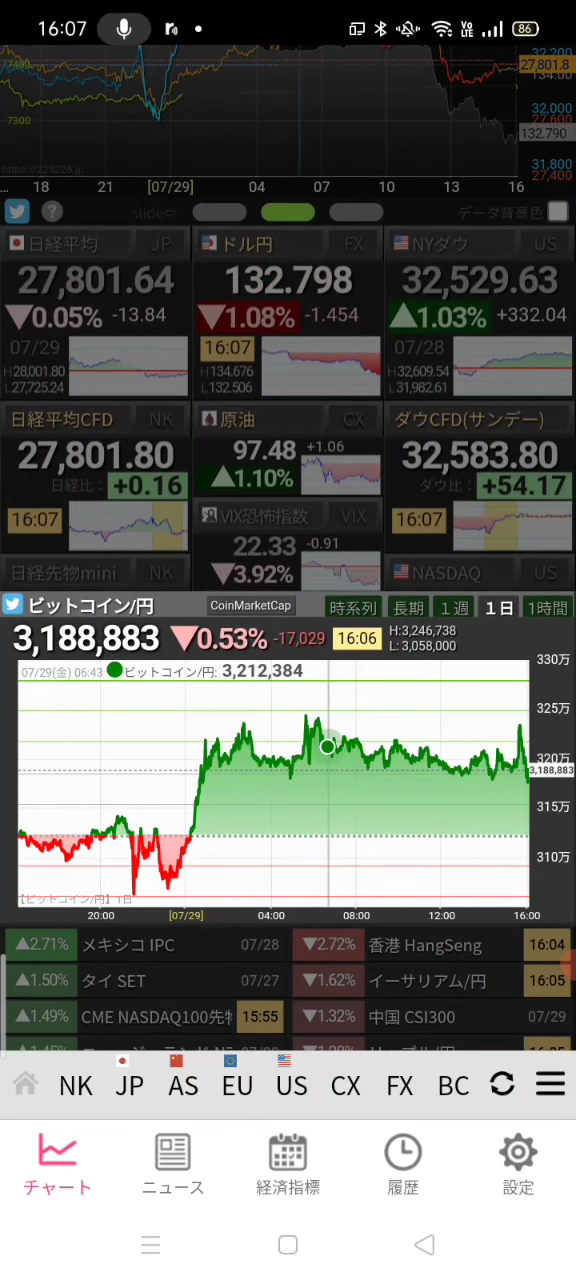 16:07 86
7400 32,200 27,801.8
134.00
7300 32,000 27,600
132.790
https://225228.jp 31,800
27,400
... 18 21 [07/29] 04 07 10 13 16
? slide⇔ データ背景色
日経平均 JP
27,801.64
▼0.05% -13.84
07/29
H:28001.80
L:27,725.24
ドル円 FX
132.798
▼1.08% -1.454
16:07
H:134.676
L:132.506
NYダウ US
32,529.63
▲1.03% +332.04
07/28
H:32,609.54
L:31,982.61
日経平均CFD NK
27,801.80
日経比: +0.16
16:07
原油 CX
97.48 +1.06
▲1.10%
VIX恐怖指数 VIX
22.33 -0.91
▼3.92%
ダウCFD(サンデー)
32,583.80
ダウ比: +54.17
16:07
日経先物mini NK
NASDAQ US
ビットコイン/円 CoinMarketCap 時系列 長期 1週 1日 1時間
3,188,883 ▼0.53% -17,029 16:06 H:3,246,738
L: 3,058,000
07/29(金) 06:43 ビットコイン/円: 3,212,384
330万
325万
320万
3,188,883
315万
310万
【ビットコイン/円】1日
20:00 [07/29] 04:00 08:00 12:00 16:00
▲2.71% メキシコ IPC 07/28 ▼2.72% 香港 HangSeng 16:04
▲1.50% タイ SET 07/27 ▼1.62% イーサリアム/円 16:05
▲1.49% CME NASDAQ100先物 15:55 ▼1.32% 中国 CSI300 07/29
NK JP AS EU US CX FX BC
チャート ニュース 経済指標 履歴 設定